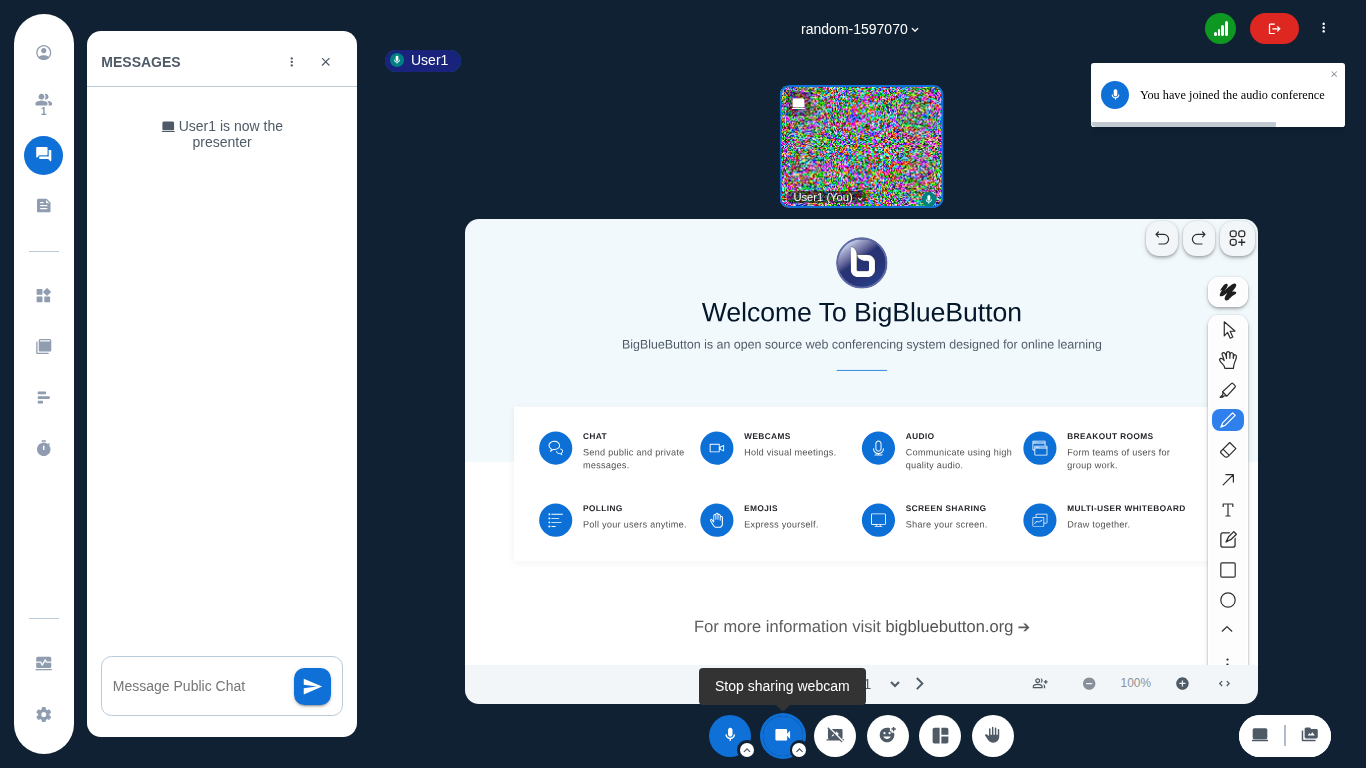 random-1597070
User1
You have joined the audio conference
1
MESSAGES
User1 is now the
presenter
Message Public Chat
User1 (You)
Welcome To BigBlueButton
BigBlueButton is an open source web conferencing system designed for online learning
CHAT
Send public and private
messages.
WEBCAMS
Hold visual meetings.
AUDIO
Communicate using high
quality audio.
BREAKOUT ROOMS
Form teams of users for
group work.
POLLING
Poll your users anytime.
EMOJIS
Express yourself.
SCREEN SHARING
Share your screen.
MULTI-USER WHITEBOARD
Draw together.
For more information visit bigbluebutton.org →
Stop sharing webcam
1
100%